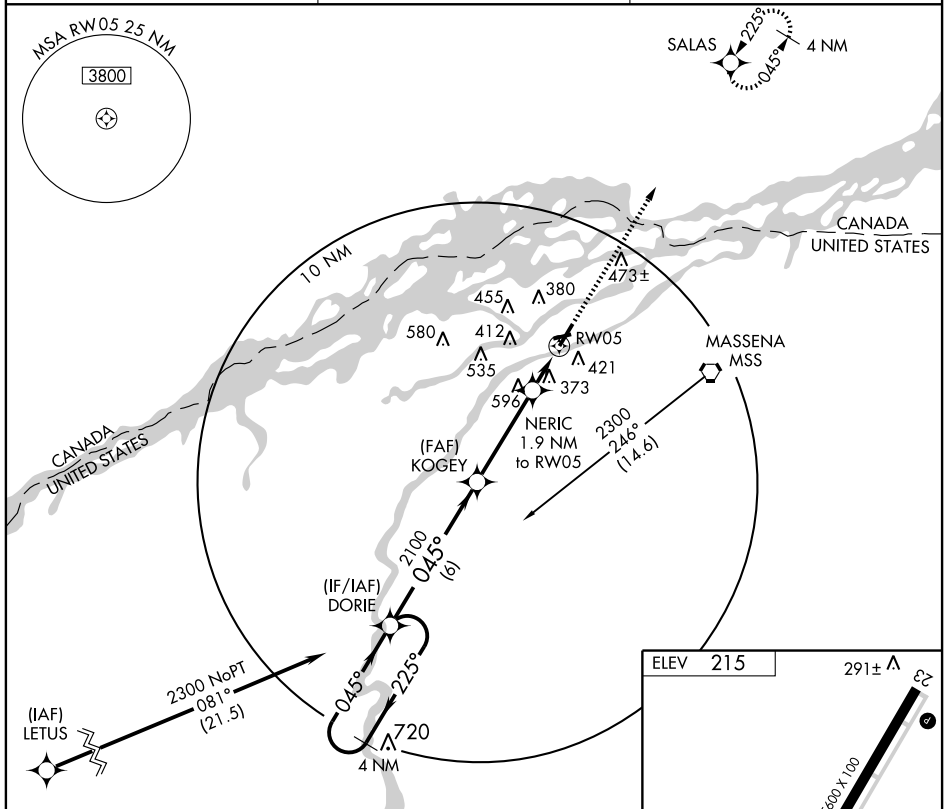 MSA RW05 25 NM
3800
SALAS
225°
045°
4 NM
CANADA
UNITED STATES
10 NM
473±
455
380
580
412
RW05
535
421
MASSENA
MSS
596
373
NERIC
1.9 NM
to RW05
2300
246°
(14.6)
CANADA
UNITED STATES
(FAF)
KOGEY
2100
045°
(6)
(IF/IAF)
DORIE
2300 NoPT
081°
(21.5)
045°
225°
(IAF)
LETUS
720
4 NM
ELEV 215
291±
23
P
600 X 100